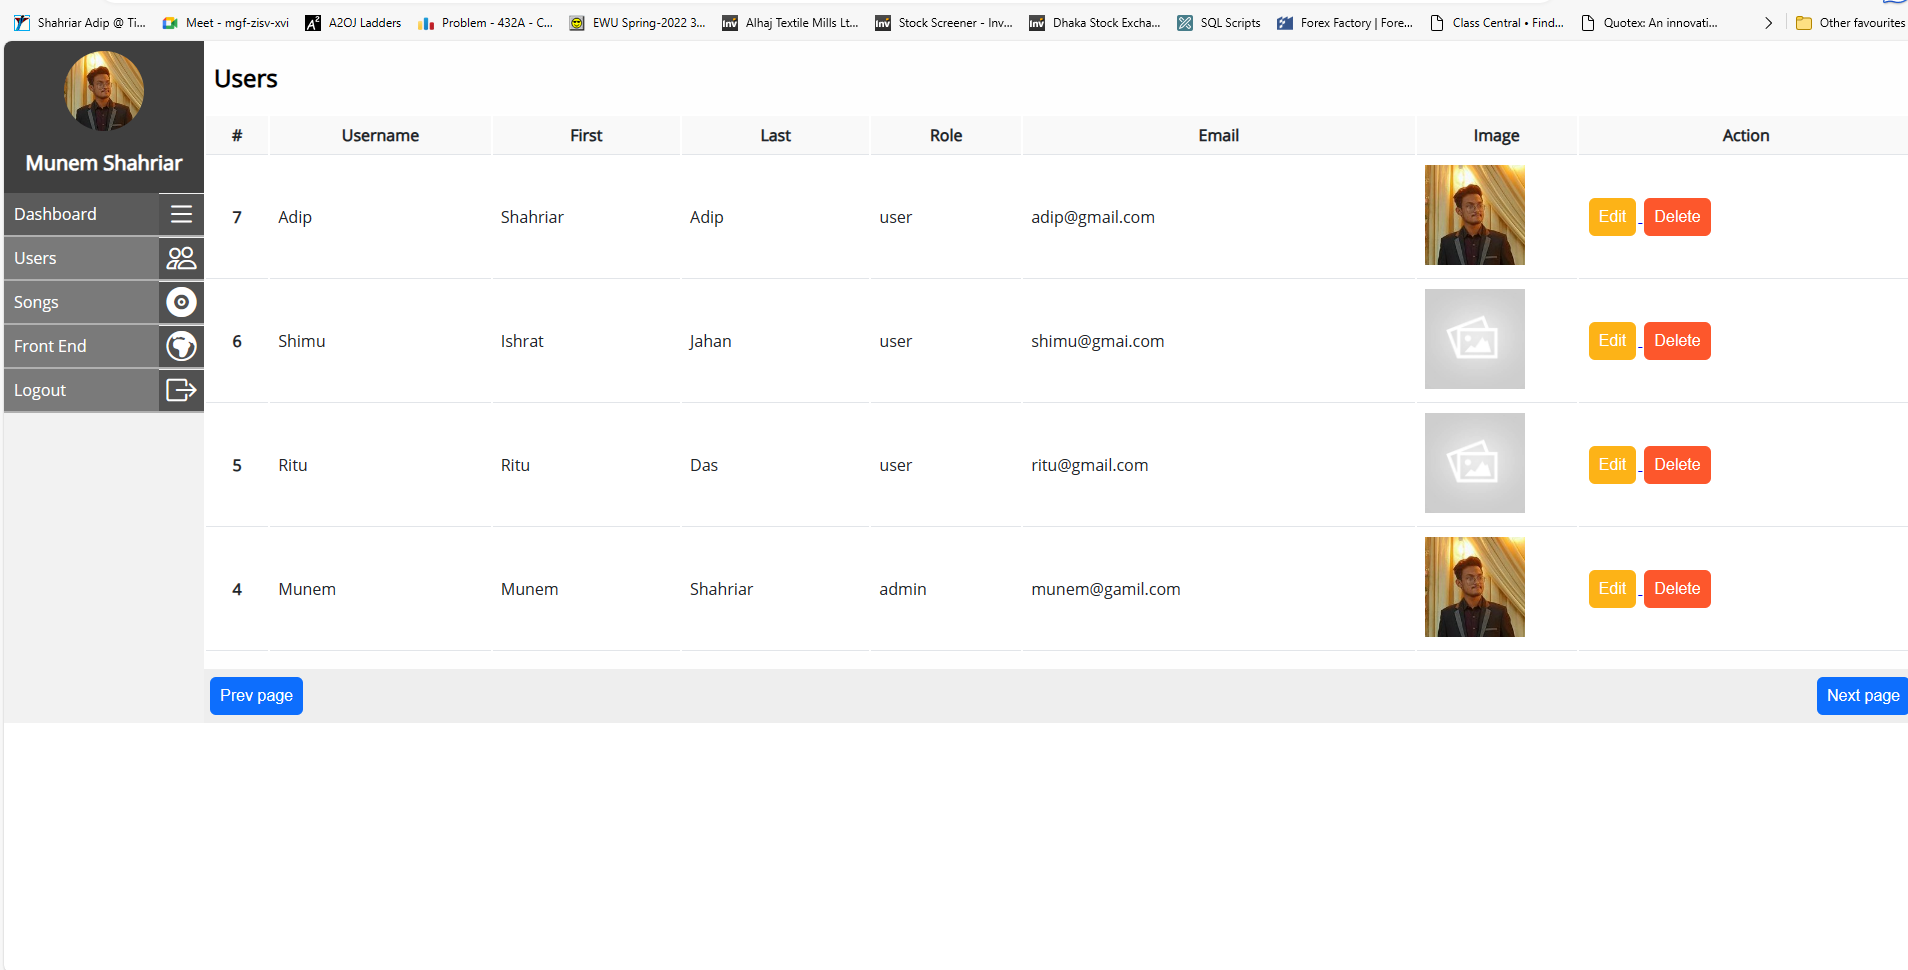 Shahriar Adip @ Ti... Meet - mgf-zisv-xvi A2OJ Ladders Problem - 432A - C... EWU Spring-2022 3... Alhaj Textile Mills Lt... Stock Screener - Inv... Dhaka Stock Excha... SQL Scripts Forex Factory | Fore... Class Central • Find... Quotex: An innovati... Other favourites
Munem Shahriar
Dashboard
Users
Songs
Front End
Logout
Users
# Username First Last Role Email Image Action
7 Adip Shahriar Adip user adip@gmail.com Edit - Delete
6 Shimu Ishrat Jahan user shimu@gmai.com Edit - Delete
5 Ritu Ritu Das user ritu@gmail.com Edit - Delete
4 Munem Munem Shahriar admin munem@gamil.com Edit - Delete
Prev page Next page